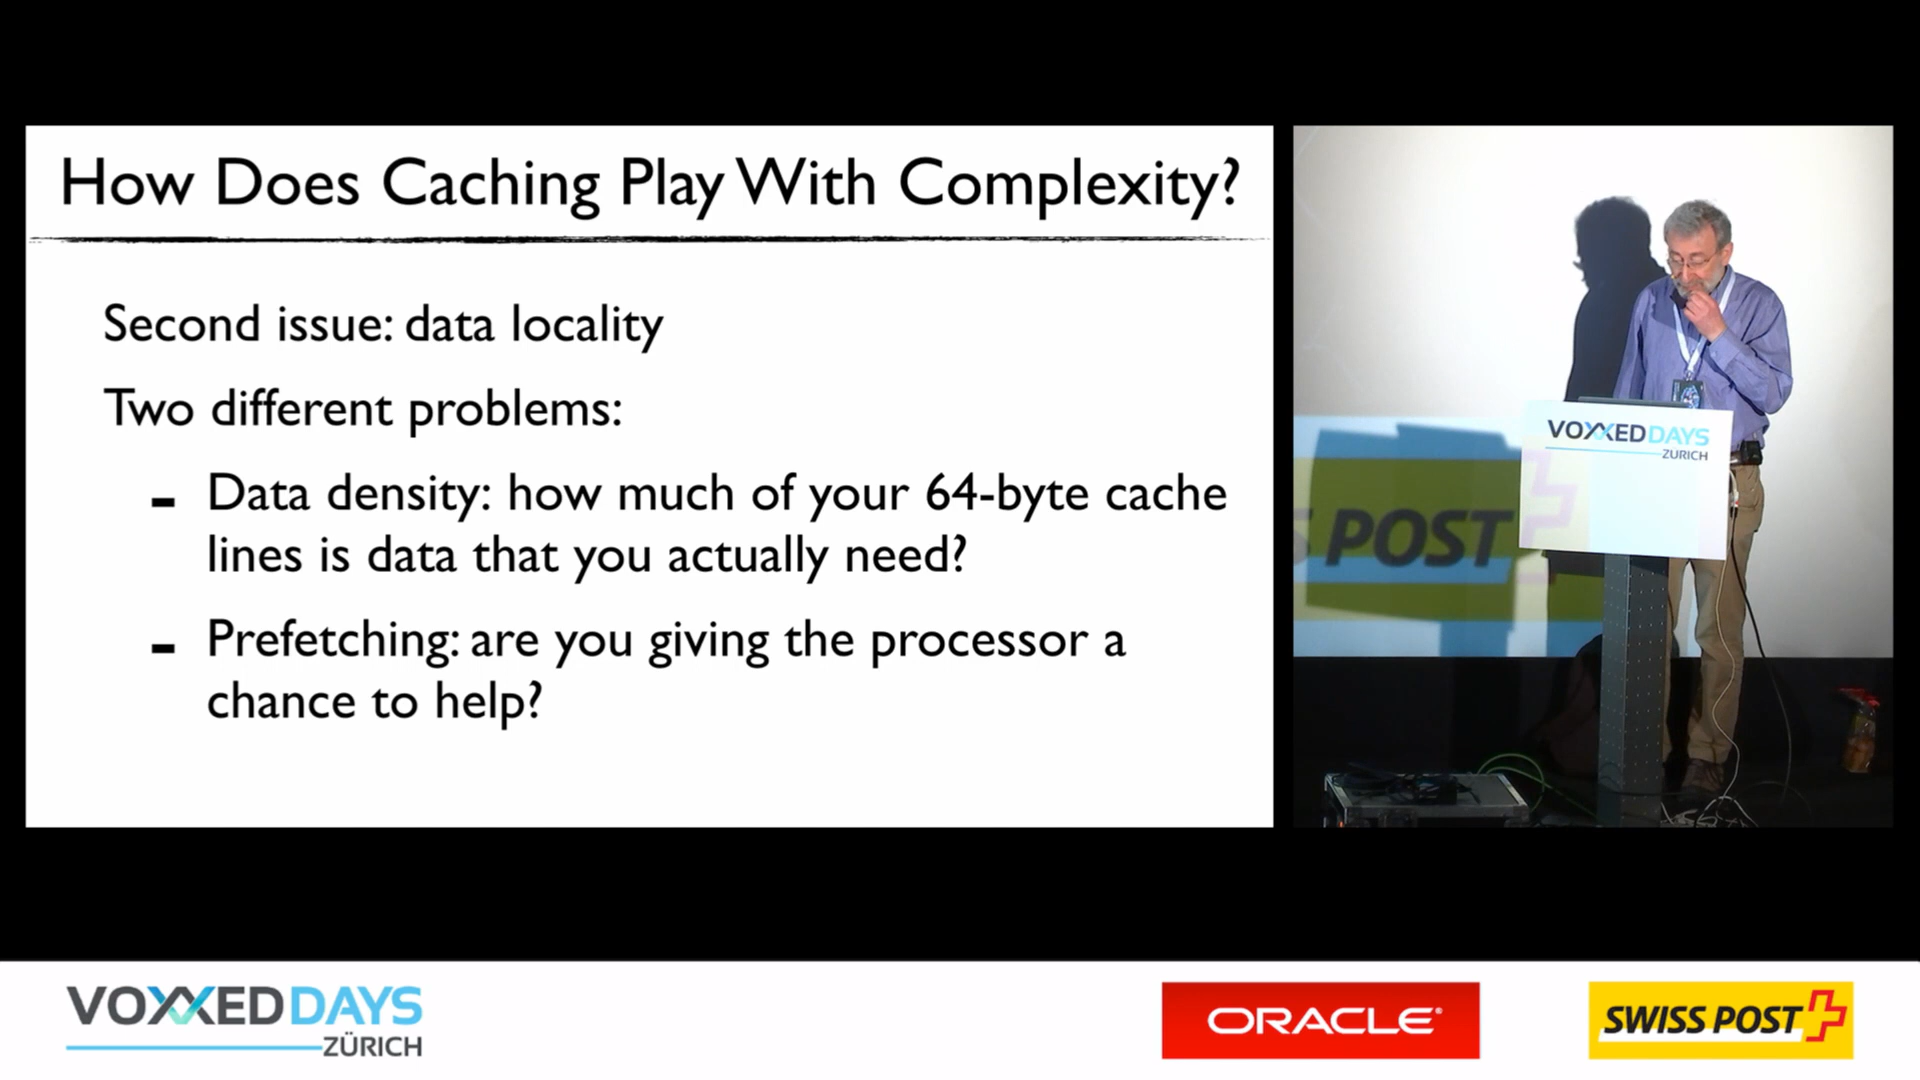 How Does Caching Play With Complexity?
Second issue: data locality
Two different problems:
- Data density: how much of your 64-byte cache
lines is data that you actually need?
- Prefetching: are you giving the processor a
chance to help?
VOXXED DAYS
ZURICH
POST
VOXXED DAYS
ZÜRICH
ORACLE®
SWISS POST